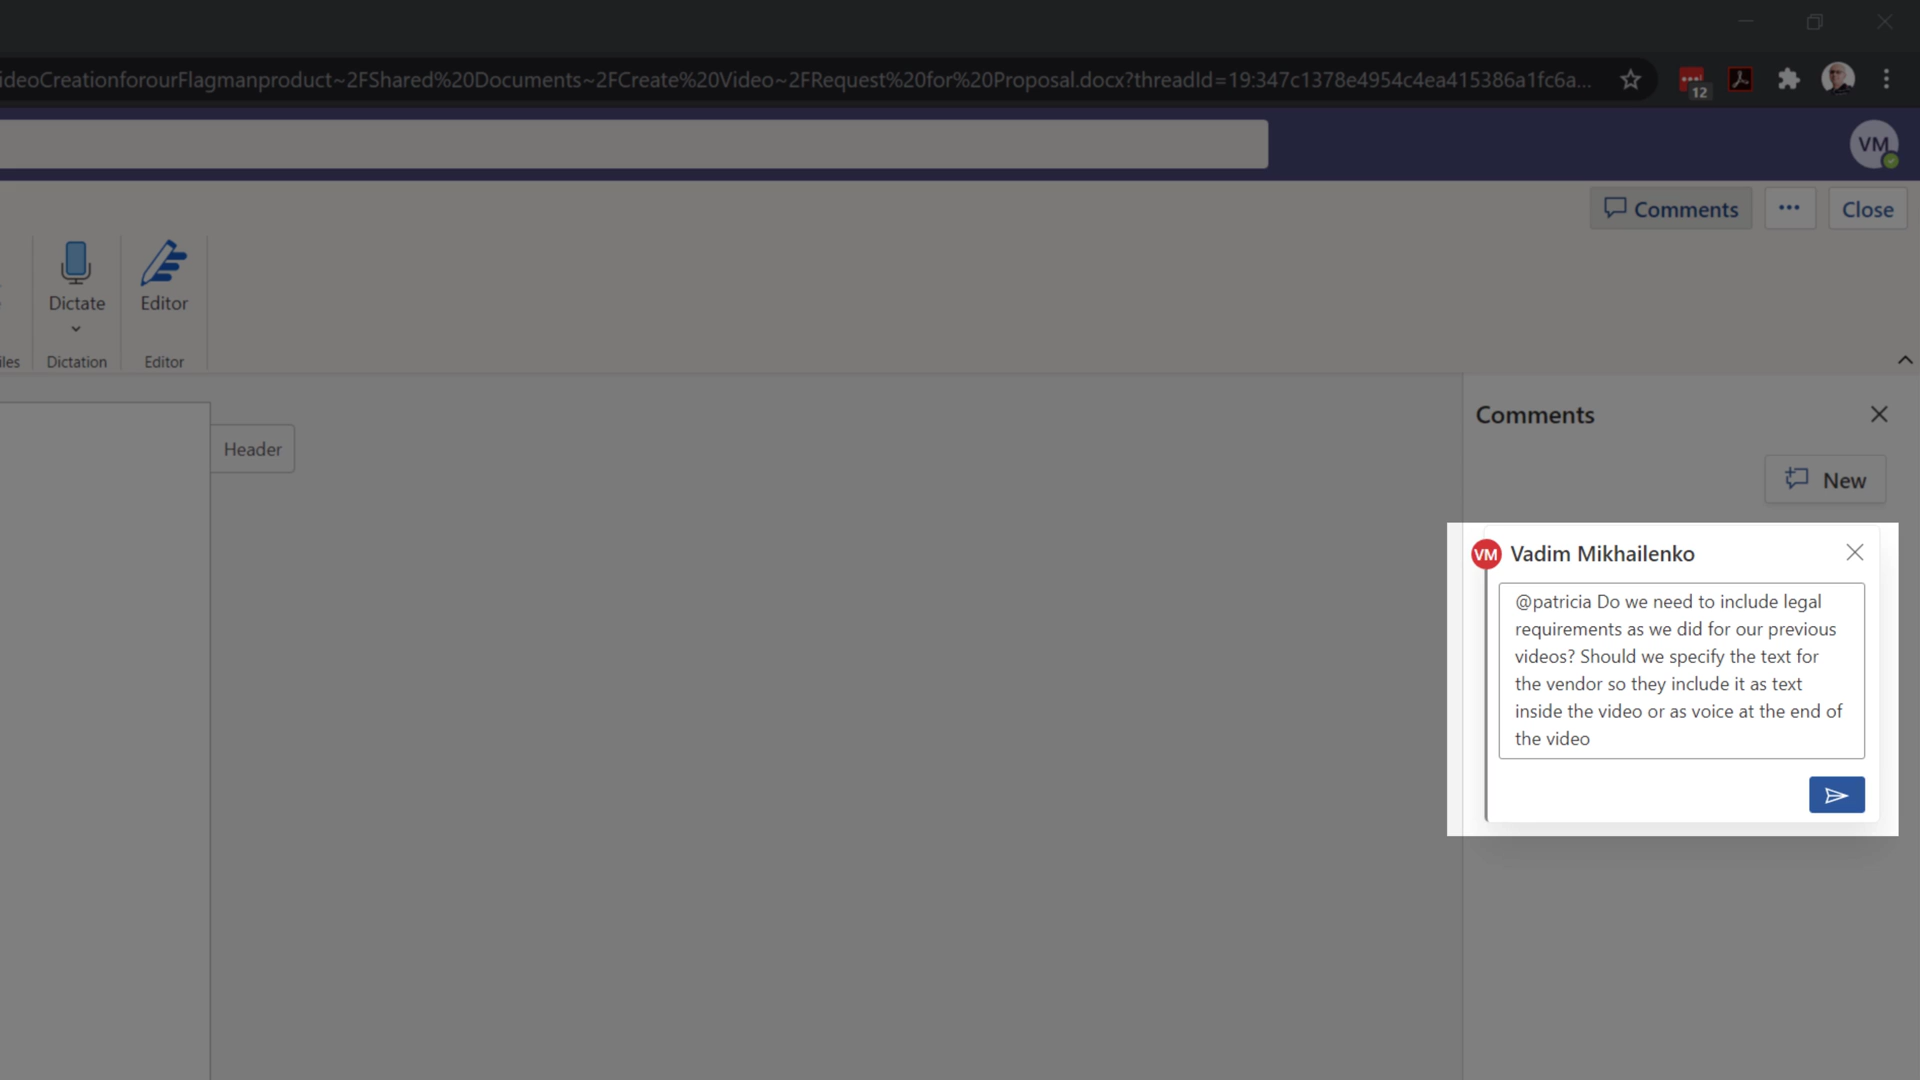 ideoCreationforourFlagmanproduct~2FShared%20Documents~2FCreate%20Video~2FRequest%20for%20Proposal.docx?threadId=19:347c1378e4954c4ea415386a1fc6a...
12
VM
Comments
Close
Dictate
Editor
iles
Dictation
Editor
Header
Comments
New
VM Vadim Mikhailenko
@patricia Do we need to include legal
requirements as we did for our previous
videos? Should we specify the text for
the vendor so they include it as text
inside the video or as voice at the end of
the video